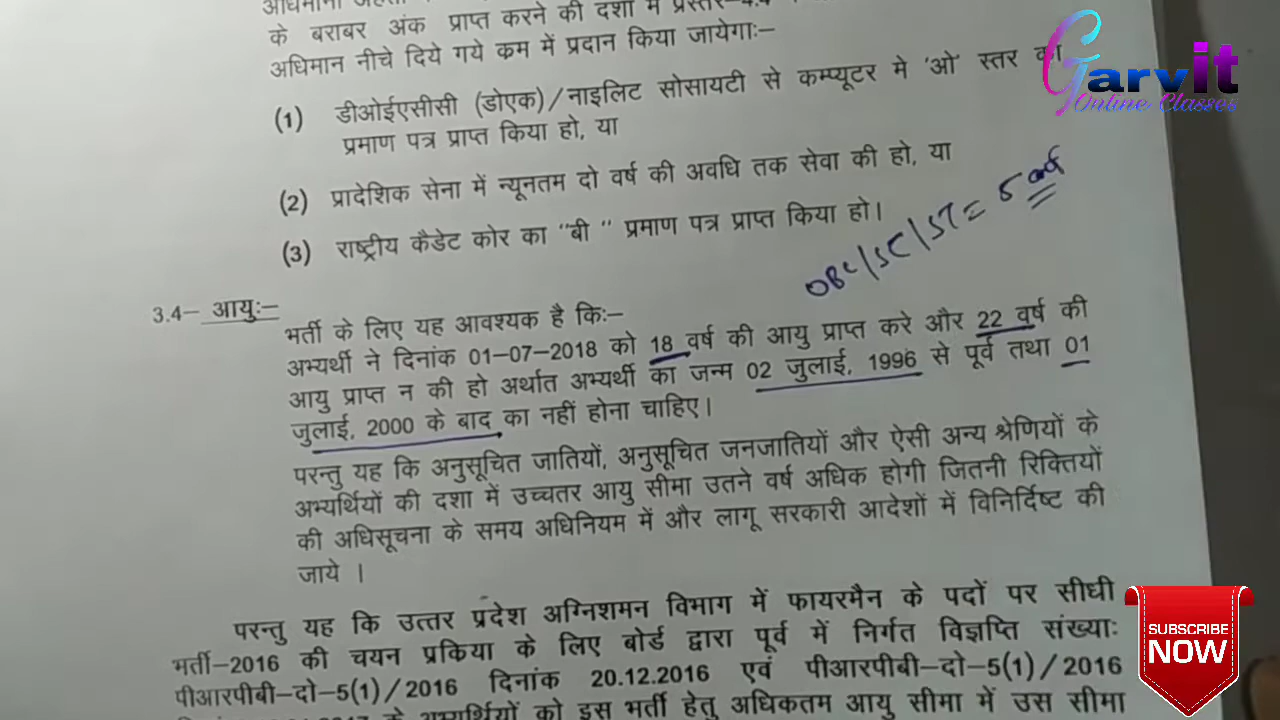 के बराबर अंक प्राप्त करने की दशा में
अधिमान नीचे दिये गये क्रम में प्रदान किया जायेगाः–
(1) डीओईएसीसी (डोएक)/नाइलिट सोसायटी से कम्प्यूटर मे 'ओ' स्तर का
प्रमाण पत्र प्राप्त किया हो, या
(2) प्रादेशिक सेना में न्यूनतम दो वर्ष की अवधि तक सेवा की हो, या
(3) राष्ट्रीय कैडेट कोर का "बी " प्रमाण पत्र प्राप्त किया हो।
OBC/SC/ST = 5 वर्ष
3.4– आयुः–
भर्ती के लिए यह आवश्यक है किः–
अभ्यर्थी ने दिनांक 01–07–2018 को 18 वर्ष की आयु प्राप्त करे और 22 वर्ष की
आयु प्राप्त न की हो अर्थात अभ्यर्थी का जन्म 02 जुलाई, 1996 से पूर्व तथा 01
जुलाई, 2000 के बाद का नहीं होना चाहिए।
परन्तु यह कि अनुसूचित जातियों, अनुसूचित जनजातियों और ऐसी अन्य श्रेणियों के
अभ्यर्थियों की दशा में उच्चतर आयु सीमा उतने वर्ष अधिक होगी जितनी रिक्तियों
की अधिसूचना के समय अधिनियम में और लागू सरकारी आदेशों में विनिर्दिष्ट की
जाये ।
परन्तु यह कि उत्तर प्रदेश अग्निशमन विभाग में फायरमैन के पदों पर सीधी
भर्ती–2016 की चयन प्रकिया के लिए बोर्ड द्वारा पूर्व में निर्गत विज्ञप्ति संख्याः
पीआरपीबी–दो–5(1)/2016 दिनांक 20.12.2016 एवं पीआरपीबी–दो–5(1)/2016
के अभ्यर्थियों को इस भर्ती हेतु अधिकतम आयु सीमा में उस सीमा
Garvit
Online Classes
SUBSCRIBE
NOW